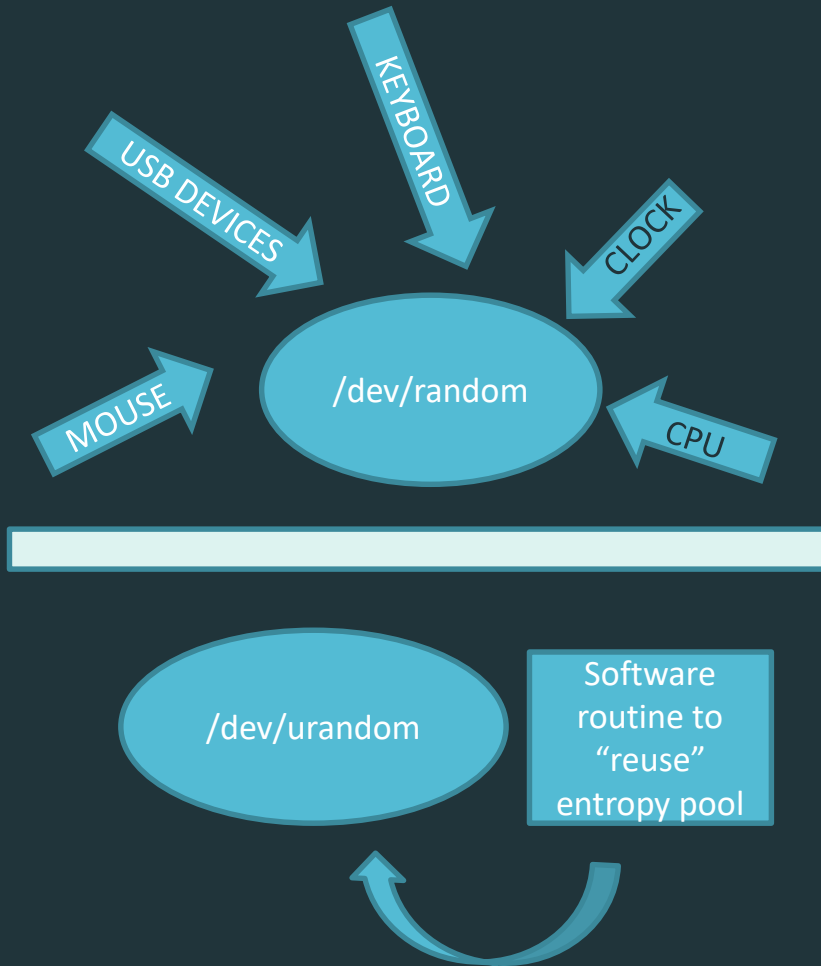 KEYBOARD
USB DEVICES
CLOCK
MOUSE
/dev/random
CPU
/dev/urandom
Software
routine to
“reuse”
entropy pool